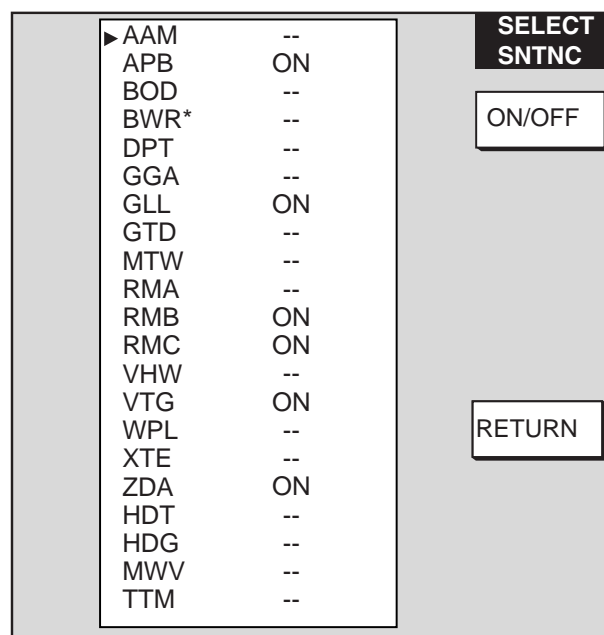 ►AAM --
APB ON
BOD --
BWR* --
DPT --
GGA --
GLL ON
GTD --
MTW --
RMA --
RMB ON
RMC ON
VHW --
VTG ON
WPL --
XTE --
ZDA ON
HDT --
HDG --
MWV --
TTM --
SELECT
SNTNC
ON/OFF
RETURN